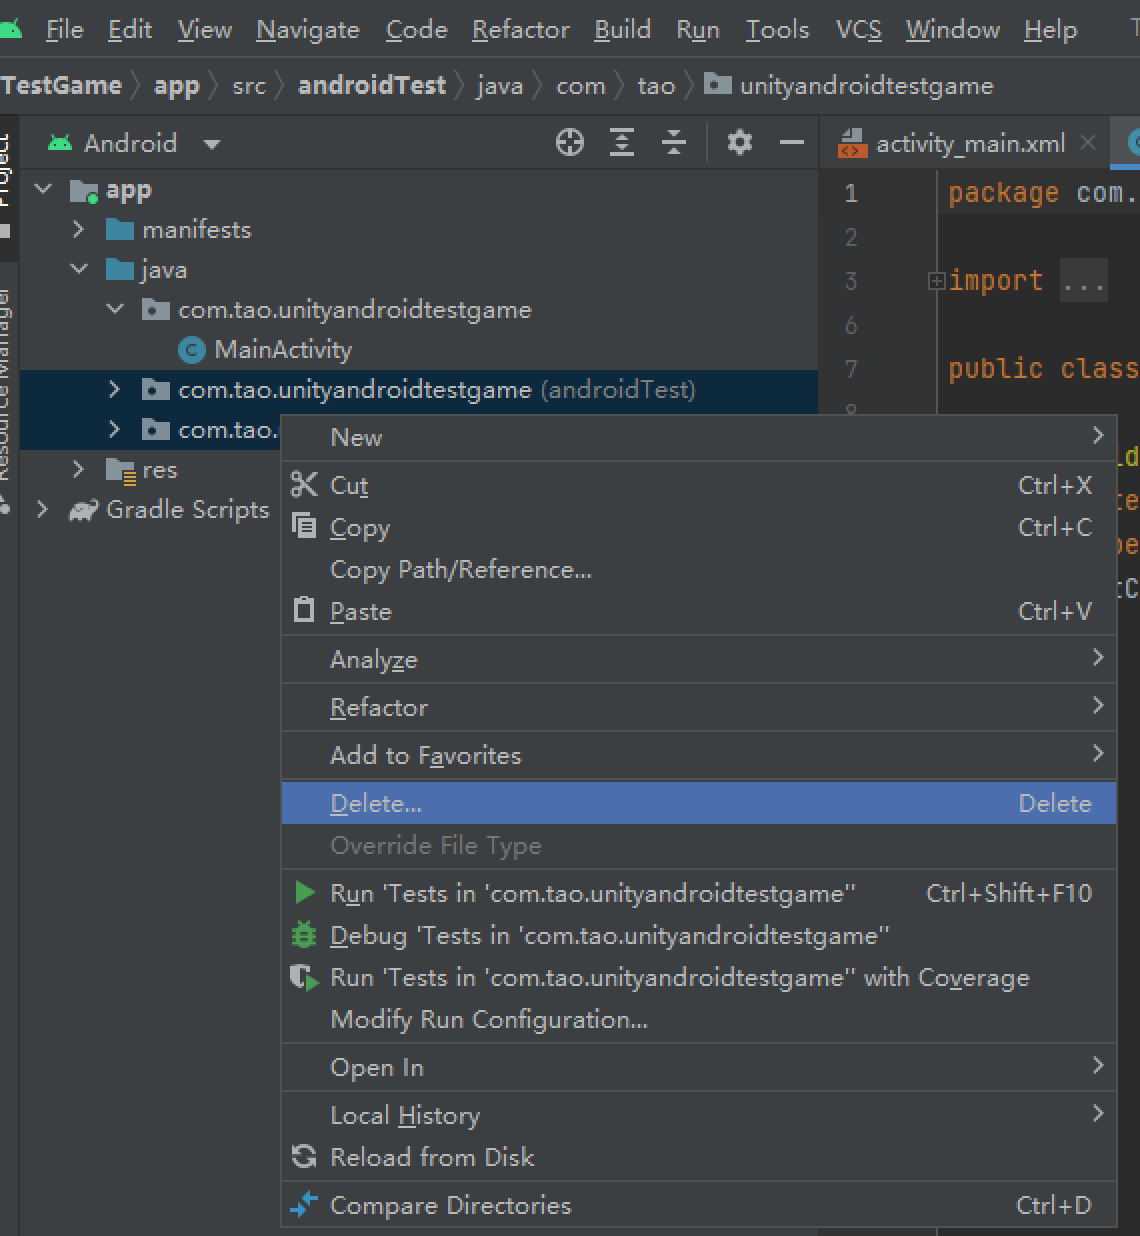 File Edit View Navigate Code Refactor Build Run Tools VCS Window Help
TestGame app src androidTest java com tao unityandroidtestgame
Project
Resource Manager
Android
activity_main.xml
app
manifests
java
com.tao.unityandroidtestgame
MainActivity
com.tao.unityandroidtestgame (androidTest)
com.tao.
res
Gradle Scripts
1 package com.
2
3 import ...
6
7 public class
8
New
Cut Ctrl+X
Copy Ctrl+C
Copy Path/Reference...
Paste Ctrl+V
Analyze
Refactor
Add to Favorites
Delete... Delete
Override File Type
Run 'Tests in 'com.tao.unityandroidtestgame'' Ctrl+Shift+F10
Debug 'Tests in 'com.tao.unityandroidtestgame''
Run 'Tests in 'com.tao.unityandroidtestgame'' with Coverage
Modify Run Configuration...
Open In
Local History
Reload from Disk
Compare Directories Ctrl+D